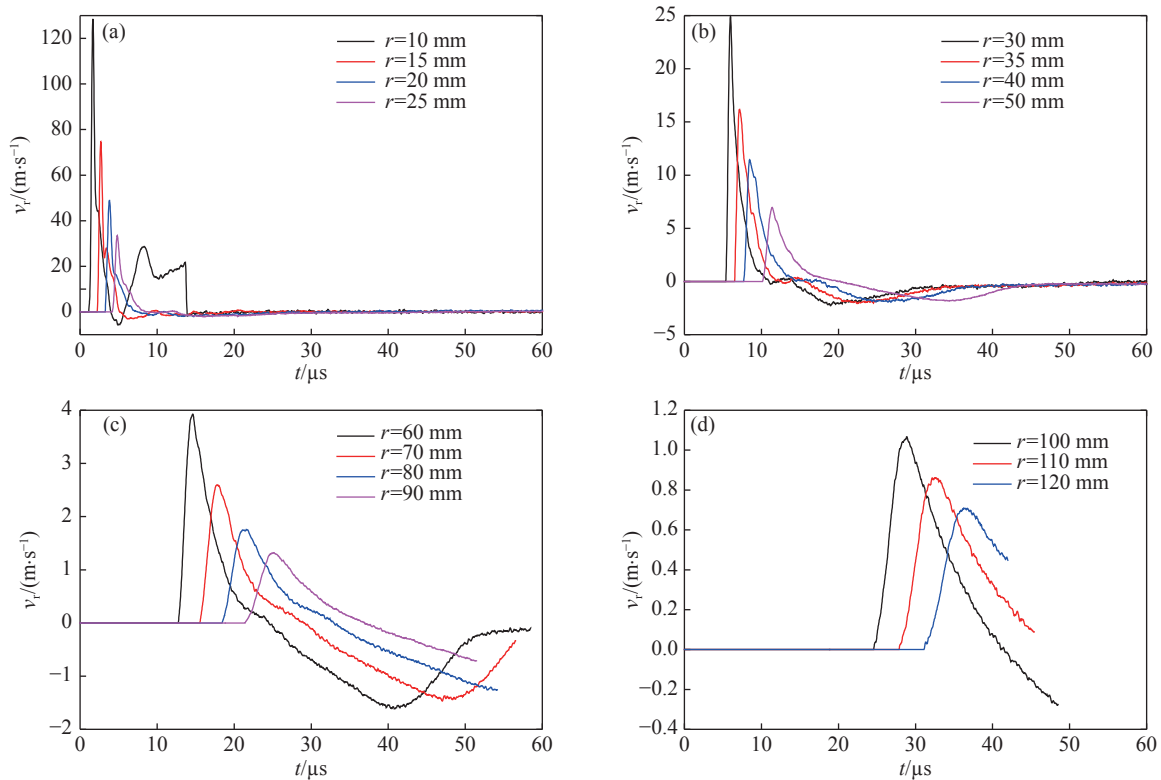 (a)
r=10 mm
r=15 mm
r=20 mm
r=25 mm
120
100
80
60
40
20
0
vr/(m·s−1)
0 10 20 30 40 50 60
t/μs
(b)
r=30 mm
r=35 mm
r=40 mm
r=50 mm
25
20
15
10
5
0
−5
vr/(m·s−1)
0 10 20 30 40 50 60
t/μs
(c)
r=60 mm
r=70 mm
r=80 mm
r=90 mm
4
3
2
1
0
−1
−2
vr/(m·s−1)
0 10 20 30 40 50 60
t/μs
(d)
r=100 mm
r=110 mm
r=120 mm
1.2
1.0
0.8
0.6
0.4
0.2
0.0
−0.2
−0.4
vr/(m·s−1)
0 10 20 30 40 50 60
t/μs